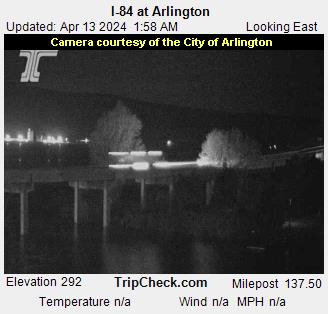 I-84 at Arlington
Updated: Apr 13 2024 1:58 AM Looking East
Camera courtesy of the City of Arlington
Elevation 292 TripCheck.com Milepost 137.50
Temperature n/a Wind n/a MPH n/a